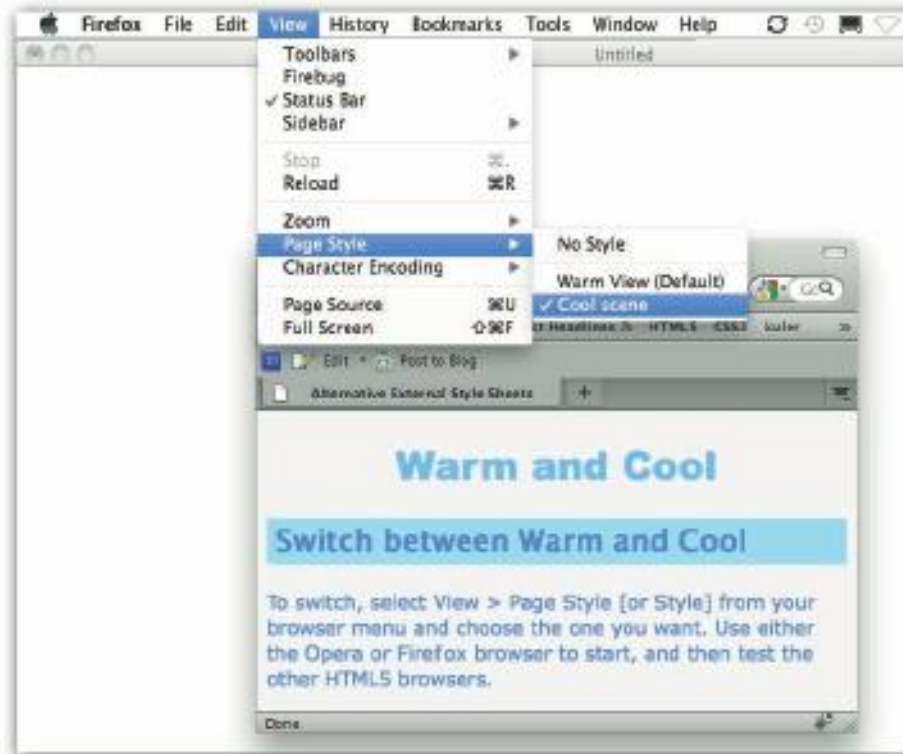 Firefox File Edit View History Bookmarks Tools Window Help
Untitled
Toolbars
Firebug
✓ Status Bar
Sidebar
Stop ⌘.
Reload ⌘R
Zoom
Page Style
Character Encoding
Page Source ⌘U
Full Screen ⇧⌘F
No Style
Warm View (Default)
✓ Cool scene
Headlines HTML5 CSS3 kuler »
Edit Post to Blog
Alternative External Style Sheets +
Warm and Cool
Switch between Warm and Cool
To switch, select View > Page Style [or Style] from your
browser menu and choose the one you want. Use either
the Opera or Firefox browser to start, and then test the
other HTML5 browsers.
Done